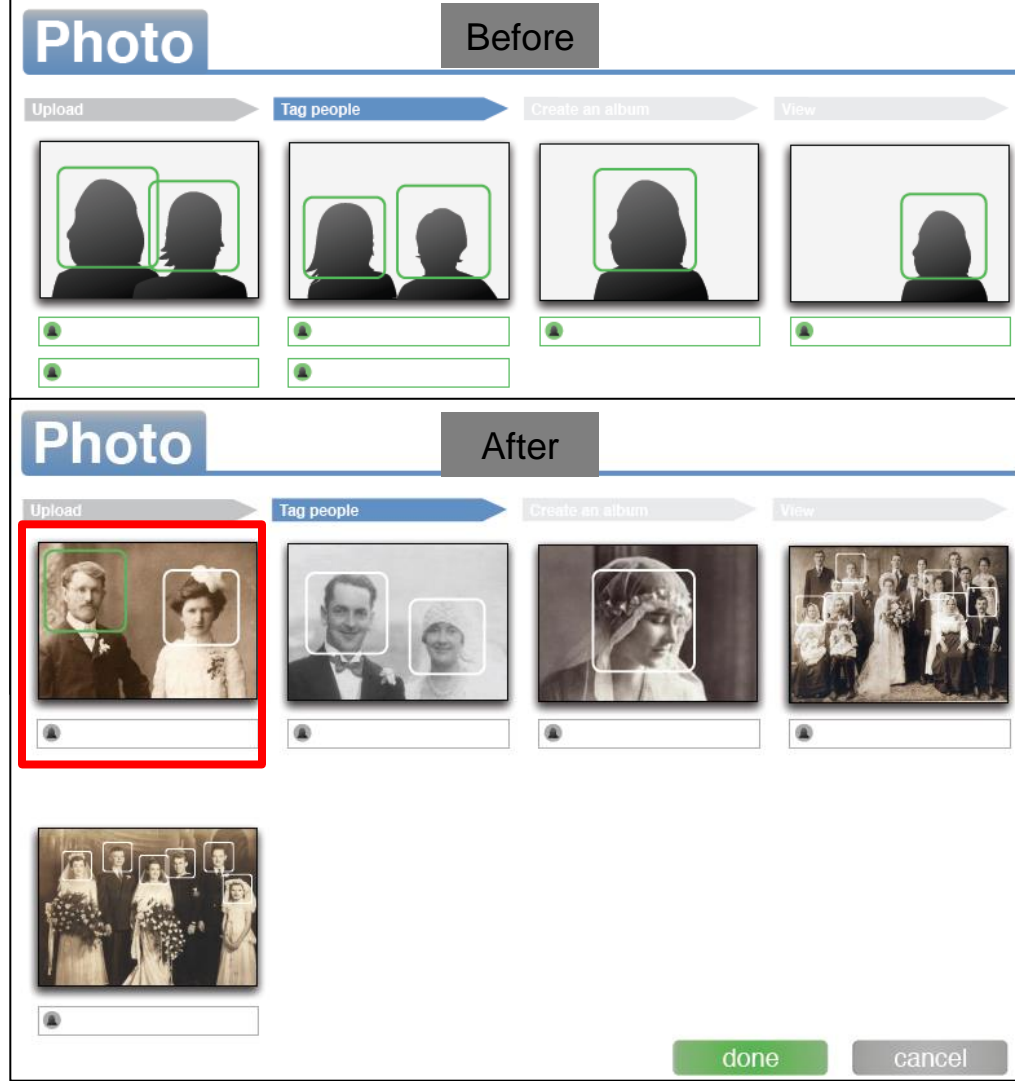 Photo
Before
Upload
Tag people
Create an album
View
Photo
After
Upload
Tag people
Create an album
View
done
cancel